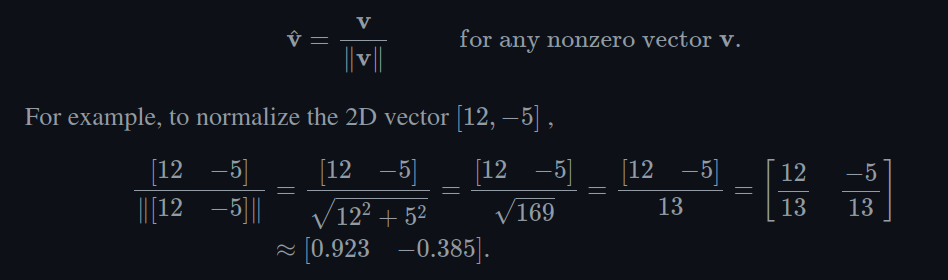 v̂ = v / ‖v‖ for any nonzero vector v.
For example, to normalize the 2D vector [12, −5] ,
[12 −5] / ‖[12 −5]‖ = [12 −5] / √(12² + 5²) = [12 −5] / √169 = [12 −5] / 13 = [12/13 −5/13]
≈ [0.923 −0.385].